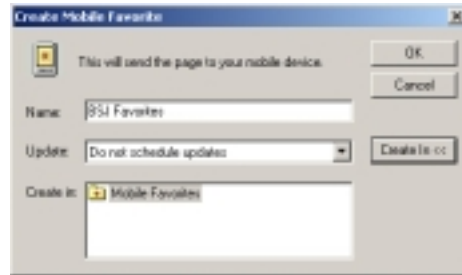 Create Mobile Favorite
This will send the page to your mobile device.
OK
Cancel
Name: BSJ Favorites
Update: Do not schedule updates
Create In <<
Create in: Mobile Favorites